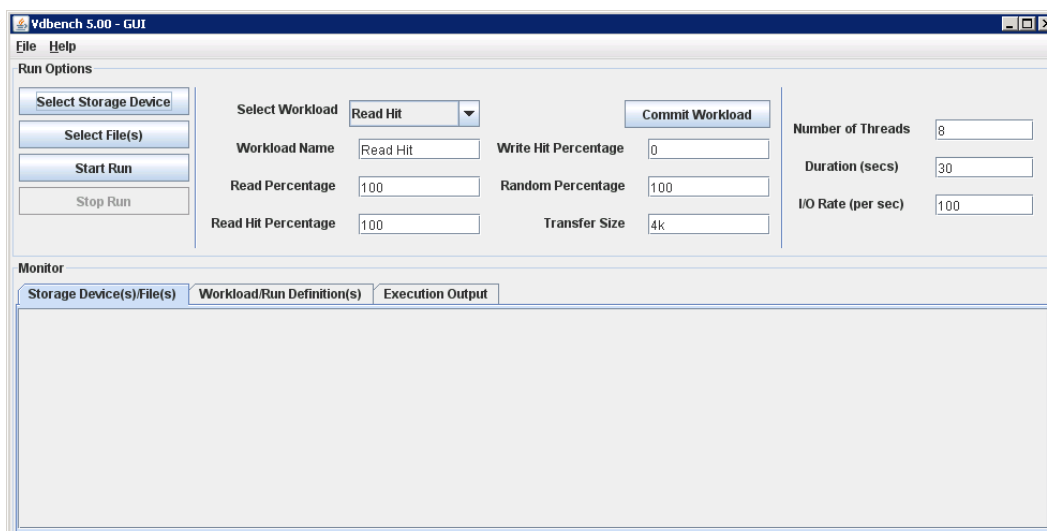 Vdbench 5.00 - GUI
File Help
Run Options
Select Storage Device
Select File(s)
Start Run
Stop Run
Select Workload Read Hit Commit Workload
Workload Name Read Hit Write Hit Percentage 0
Read Percentage 100 Random Percentage 100
Read Hit Percentage 100 Transfer Size 4k
Number of Threads 8
Duration (secs) 30
I/O Rate (per sec) 100
Monitor
Storage Device(s)/File(s) Workload/Run Definition(s) Execution Output